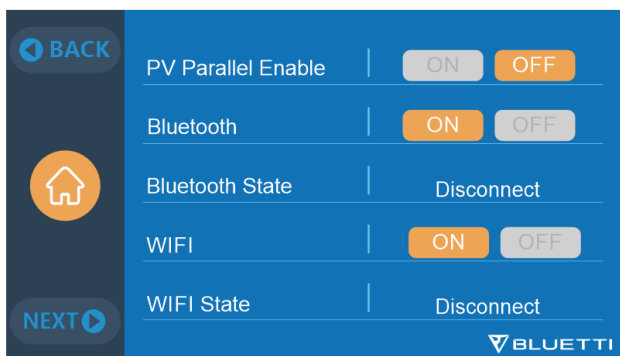 BACK
PV Parallel Enable ON OFF
Bluetooth ON OFF
Bluetooth State Disconnect
WIFI ON OFF
WIFI State Disconnect
NEXT
BLUETTI